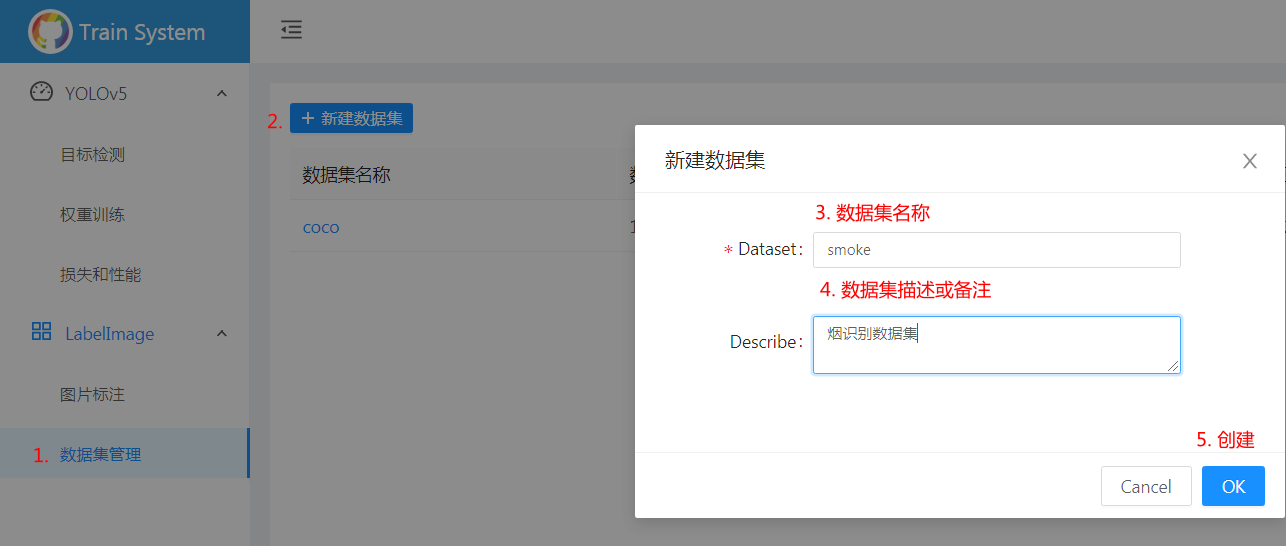 Train System
YOLOv5
目标检测
权重训练
损失和性能
LabelImage
图片标注
1. 数据集管理
2. + 新建数据集
数据集名称
coco
新建数据集
3. 数据集名称
* Dataset: smoke
4. 数据集描述或备注
Describe: 烟识别数据集
5. 创建
Cancel OK